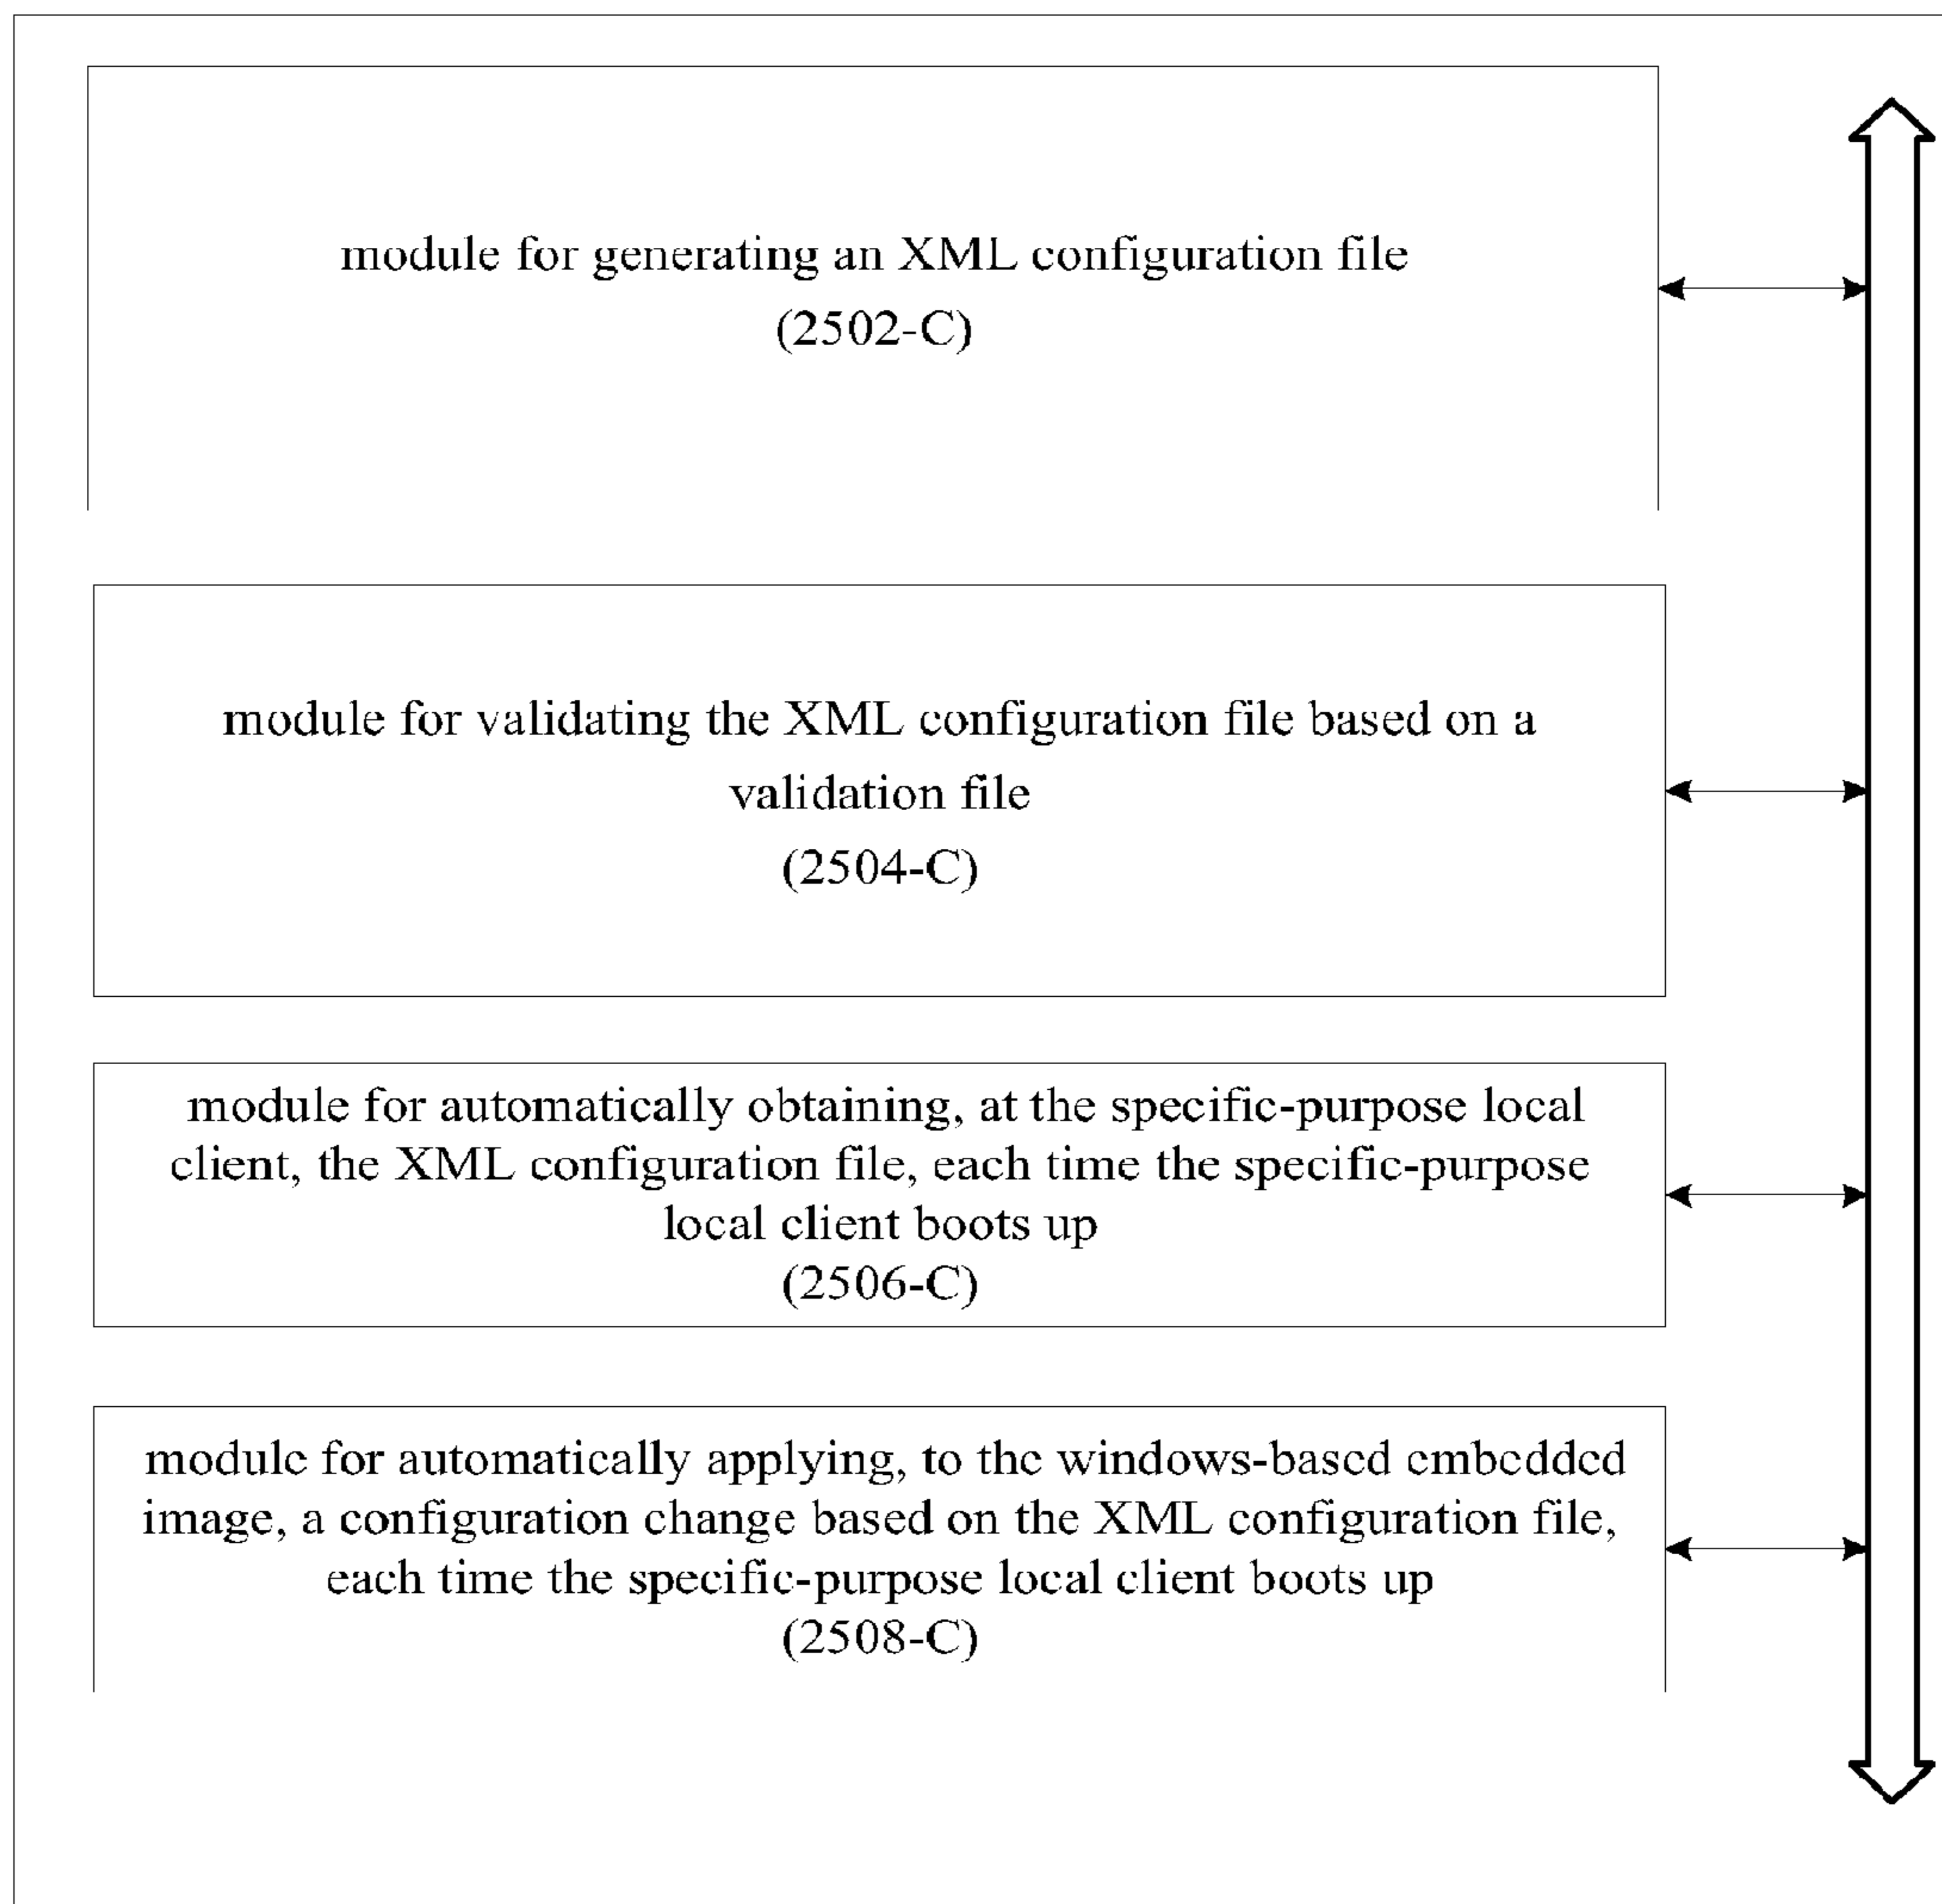 module for generating an XML configuration file
(2502-C)
module for validating the XML configuration file based on a
validation file
(2504-C)
module for automatically obtaining, at the specific-purpose local
client, the XML configuration file, each time the specific-purpose
local client boots up
(2506-C)
module for automatically applying, to the windows-based embedded
image, a configuration change based on the XML configuration file,
each time the specific-purpose local client boots up
(2508-C)